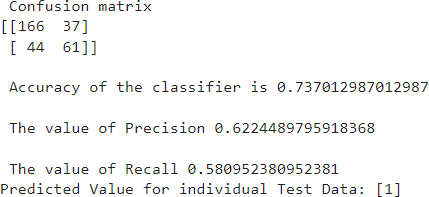 Confusion matrix
[[166  37]
 [ 44  61]]
Accuracy of the classifier is 0.737012987012987
The value of Precision 0.6224489795918368
The value of Recall 0.580952380952381
Predicted Value for individual Test Data: [1]